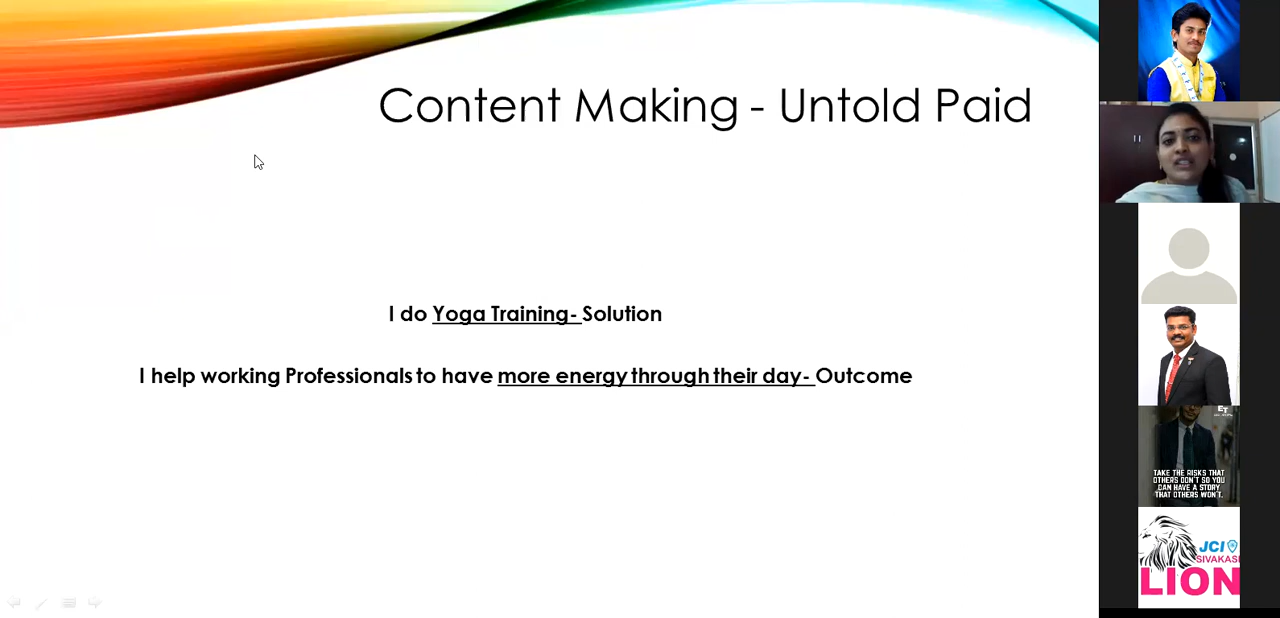 Content Making - Untold Paid
I do Yoga Training- Solution
I help working Professionals to have more energy through their day- Outcome
ET
TAKE THE RISKS THAT
OTHERS DON'T SO YOU
CAN HAVE A STORY
THAT OTHERS WON'T.
JCI
SIVAKASI
LION